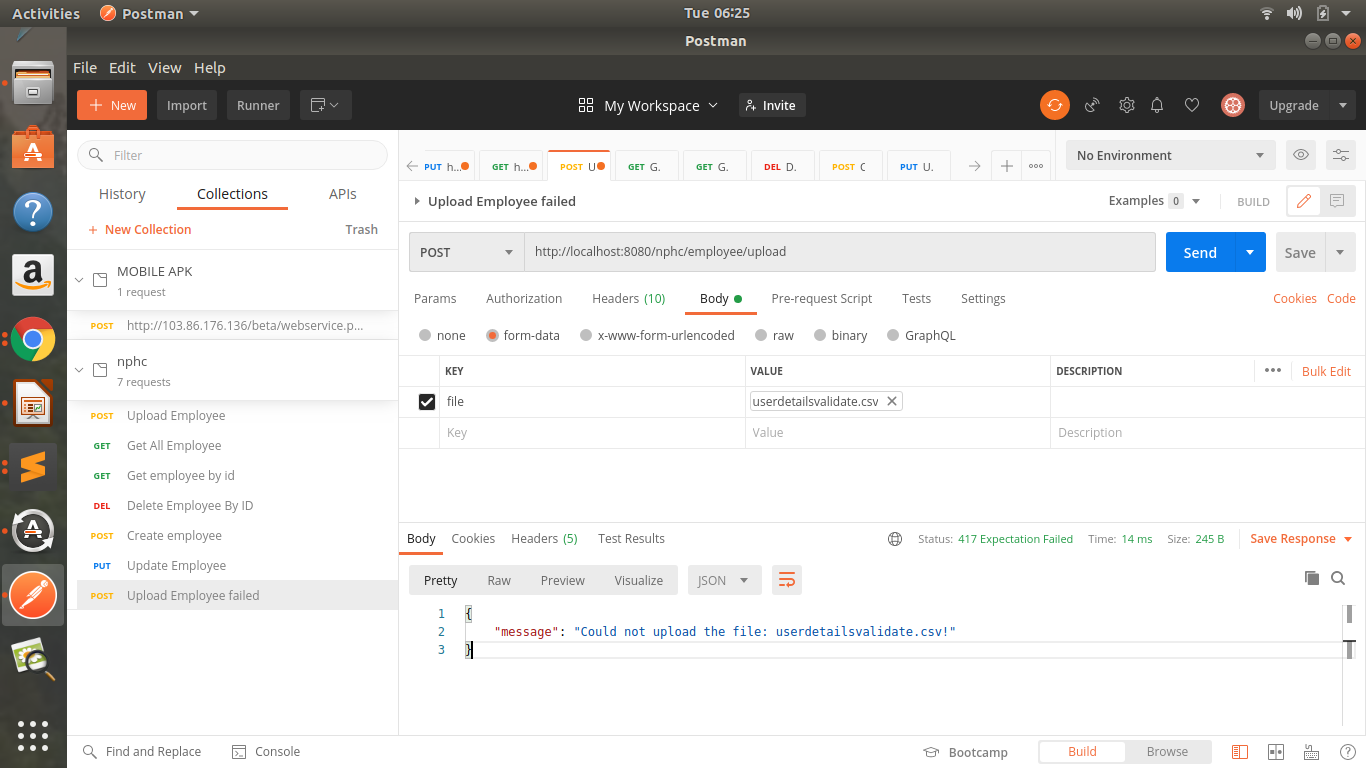 Activities Postman Tue 06:25
Postman
File Edit View Help
New Import Runner My Workspace Invite Upgrade
Filter
History Collections APIs
+ New Collection Trash
MOBILE APK
1 request
POST http://103.86.176.136/beta/webservice.p...
nphc
7 requests
POST Upload Employee
GET Get All Employee
GET Get employee by id
DEL Delete Employee By ID
POST Create employee
PUT Update Employee
POST Upload Employee failed
PUT h... GET h... POST U GET G. GET G. DEL D. POST C PUT U.
No Environment
Upload Employee failed Examples 0 BUILD
POST http://localhost:8080/nphc/employee/upload Send Save
Params Authorization Headers (10) Body Pre-request Script Tests Settings Cookies Code
none form-data x-www-form-urlencoded raw binary GraphQL
KEY VALUE DESCRIPTION ••• Bulk Edit
file userdetailsvalidate.csv
Key Value Description
Body Cookies Headers (5) Test Results Status: 417 Expectation Failed Time: 14 ms Size: 245 B Save Response
Pretty Raw Preview Visualize JSON
1 {
2 "message": "Could not upload the file: userdetailsvalidate.csv!"
3 }
Find and Replace Console Bootcamp Build Browse